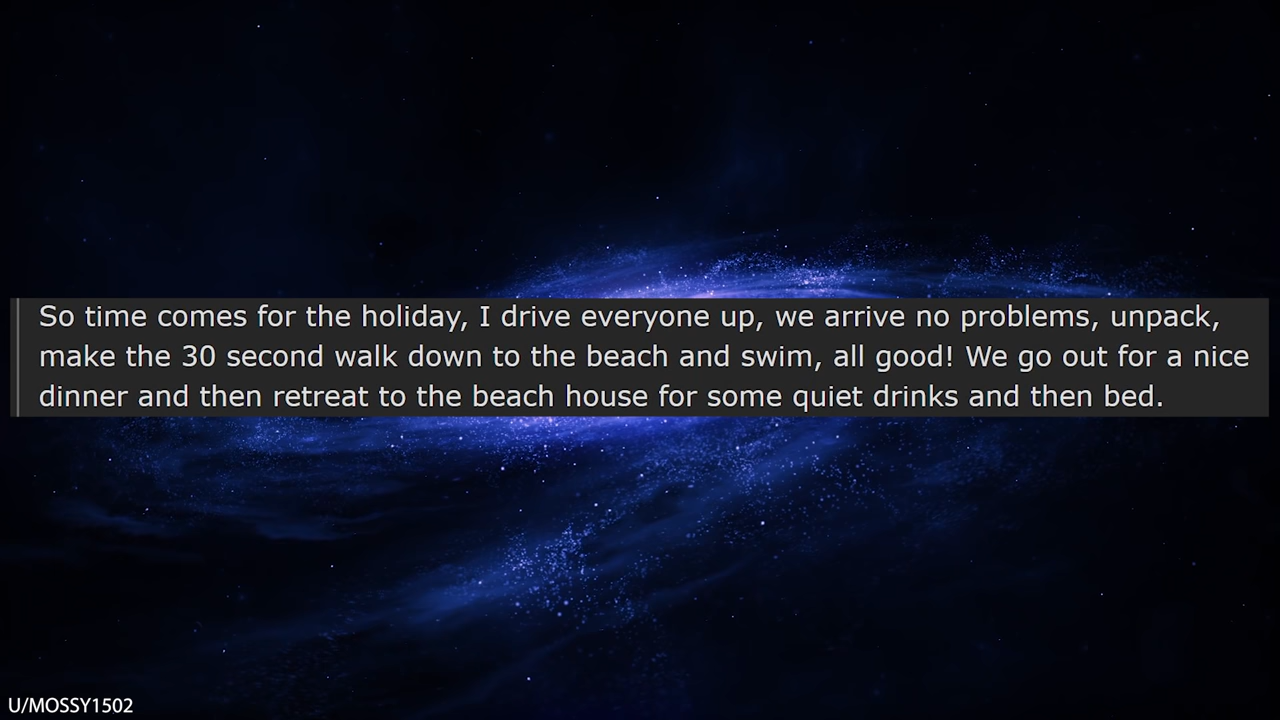 So time comes for the holiday, I drive everyone up, we arrive no problems, unpack,
make the 30 second walk down to the beach and swim, all good! We go out for a nice
dinner and then retreat to the beach house for some quiet drinks and then bed.
U/MOSSY1502